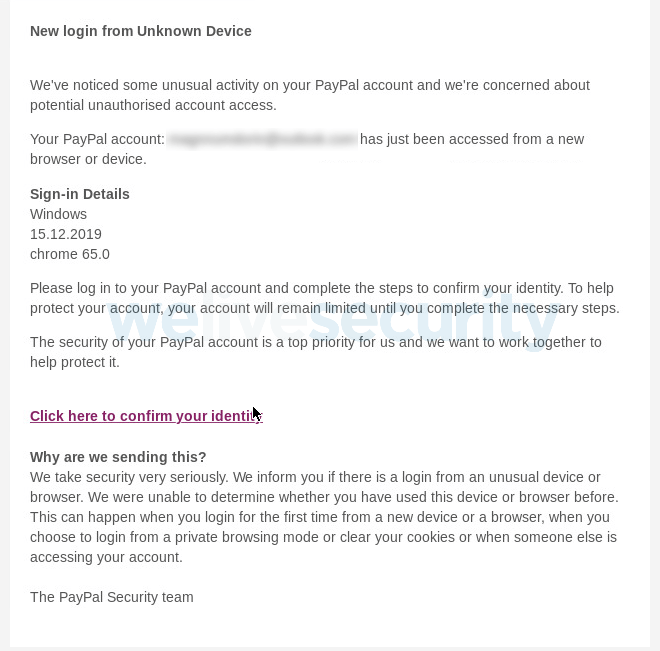 New login from Unknown Device
We've noticed some unusual activity on your PayPal account and we're concerned about
potential unauthorised account access.
Your PayPal account: has just been accessed from a new
browser or device.
Sign-in Details
Windows
15.12.2019
chrome 65.0
Please log in to your PayPal account and complete the steps to confirm your identity. To help
protect your account, your account will remain limited until you complete the necessary steps.
welivesecurity
The security of your PayPal account is a top priority for us and we want to work together to
help protect it.
Click here to confirm your identity
Why are we sending this?
We take security very seriously. We inform you if there is a login from an unusual device or
browser. We were unable to determine whether you have used this device or browser before.
This can happen when you login for the first time from a new device or a browser, when you
choose to login from a private browsing mode or clear your cookies or when someone else is
accessing your account.
The PayPal Security team